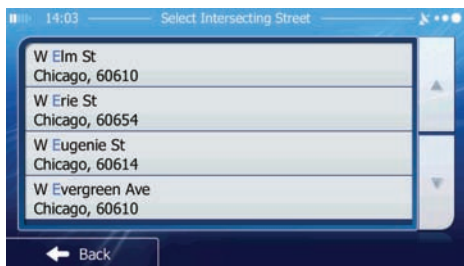 14:03 Select Intersecting Street
W Elm St
Chicago, 60610
W Erie St
Chicago, 60654
W Eugenie St
Chicago, 60614
W Evergreen Ave
Chicago, 60610
Back